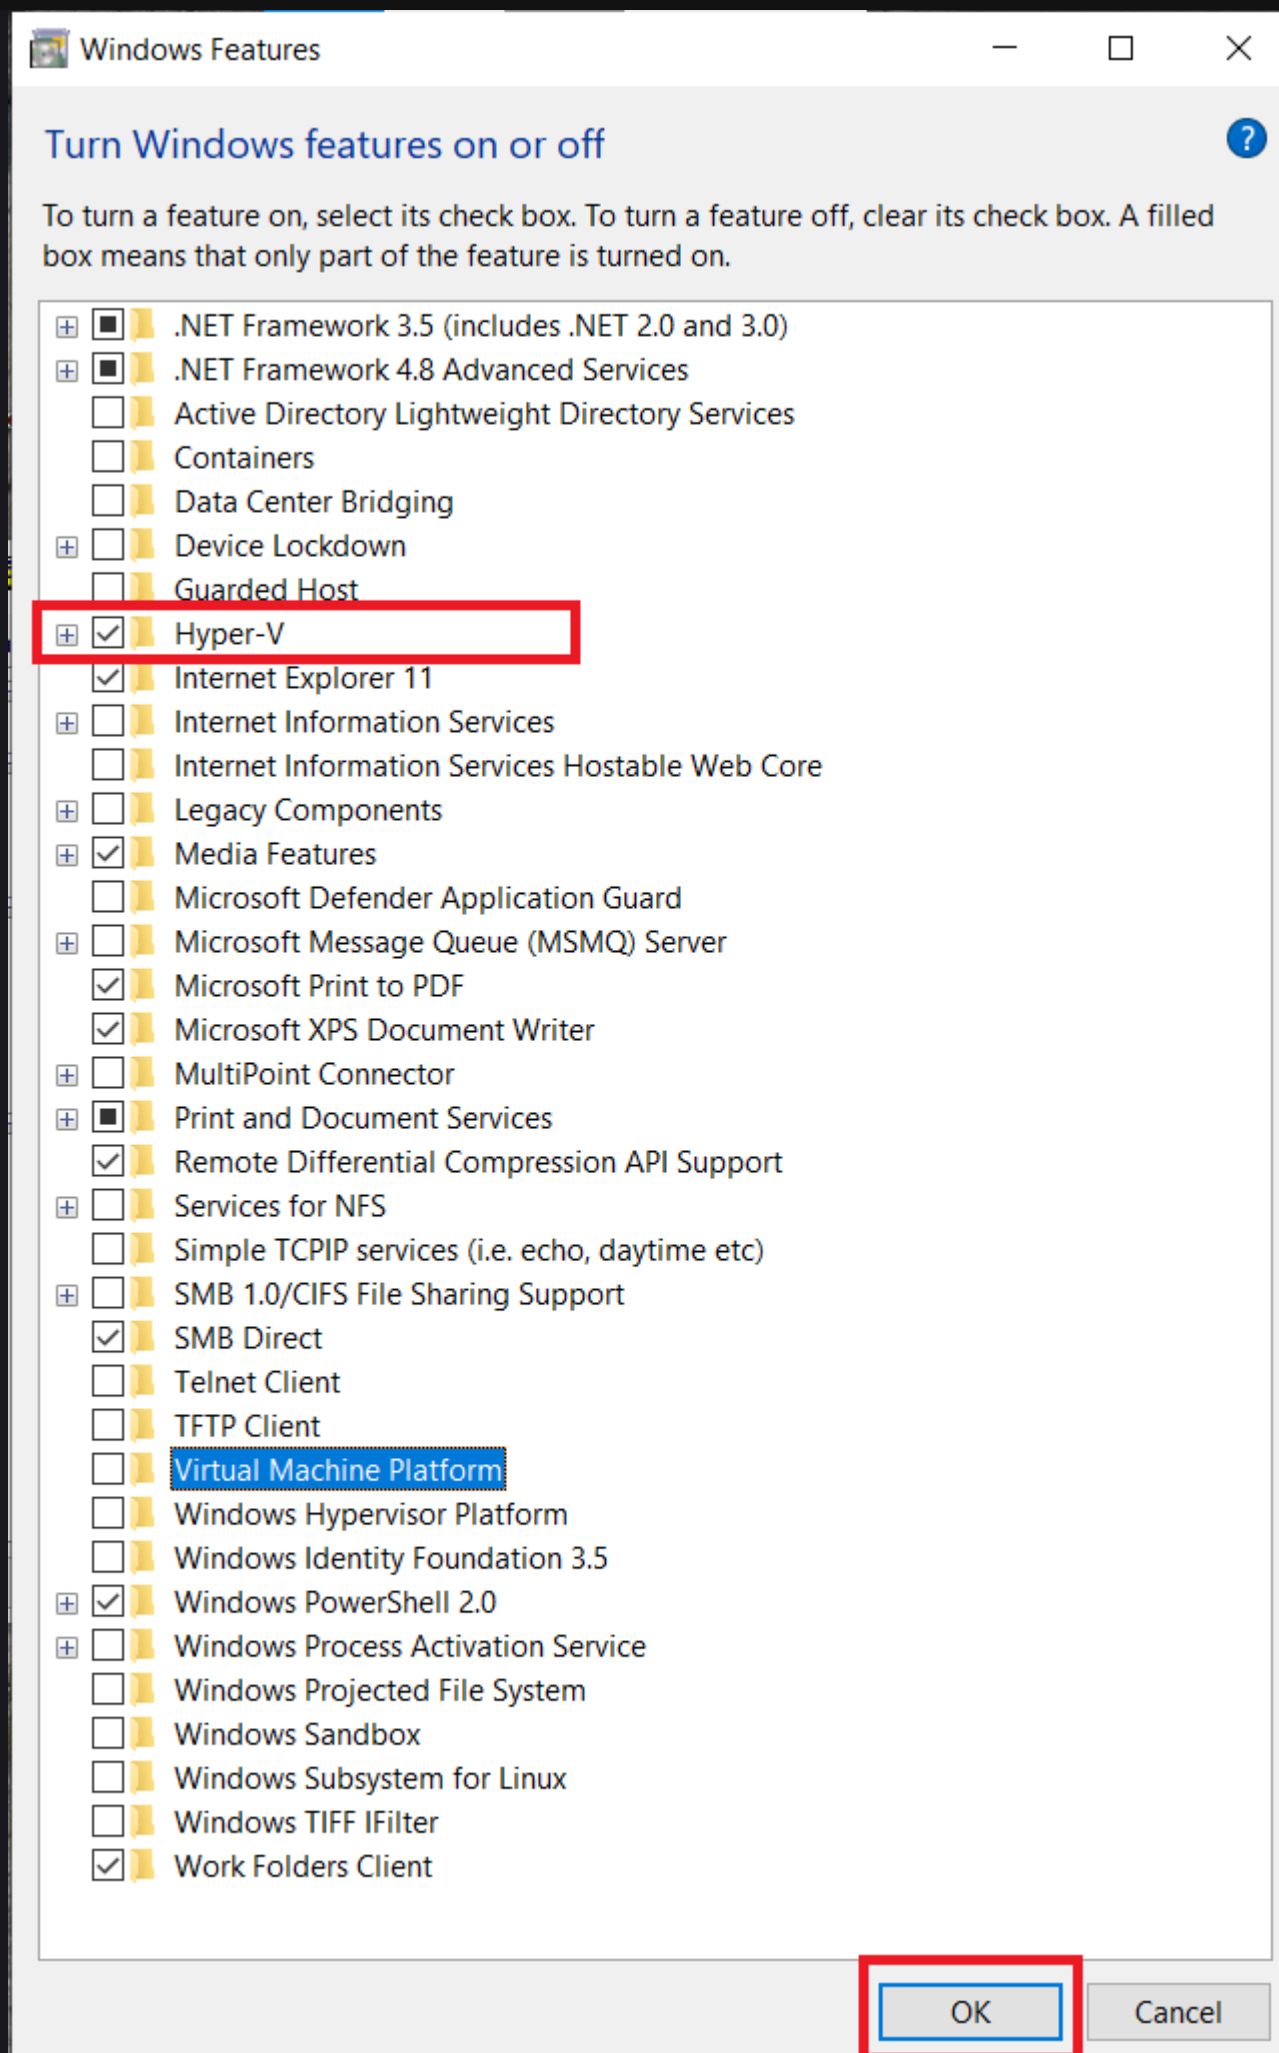 Windows Features
Turn Windows features on or off
?
To turn a feature on, select its check box. To turn a feature off, clear its check box. A filled
box means that only part of the feature is turned on.
.NET Framework 3.5 (includes .NET 2.0 and 3.0)
.NET Framework 4.8 Advanced Services
Active Directory Lightweight Directory Services
Containers
Data Center Bridging
Device Lockdown
Guarded Host
Hyper-V
Internet Explorer 11
Internet Information Services
Internet Information Services Hostable Web Core
Legacy Components
Media Features
Microsoft Defender Application Guard
Microsoft Message Queue (MSMQ) Server
Microsoft Print to PDF
Microsoft XPS Document Writer
MultiPoint Connector
Print and Document Services
Remote Differential Compression API Support
Services for NFS
Simple TCPIP services (i.e. echo, daytime etc)
SMB 1.0/CIFS File Sharing Support
SMB Direct
Telnet Client
TFTP Client
Virtual Machine Platform
Windows Hypervisor Platform
Windows Identity Foundation 3.5
Windows PowerShell 2.0
Windows Process Activation Service
Windows Projected File System
Windows Sandbox
Windows Subsystem for Linux
Windows TIFF IFilter
Work Folders Client
OK Cancel